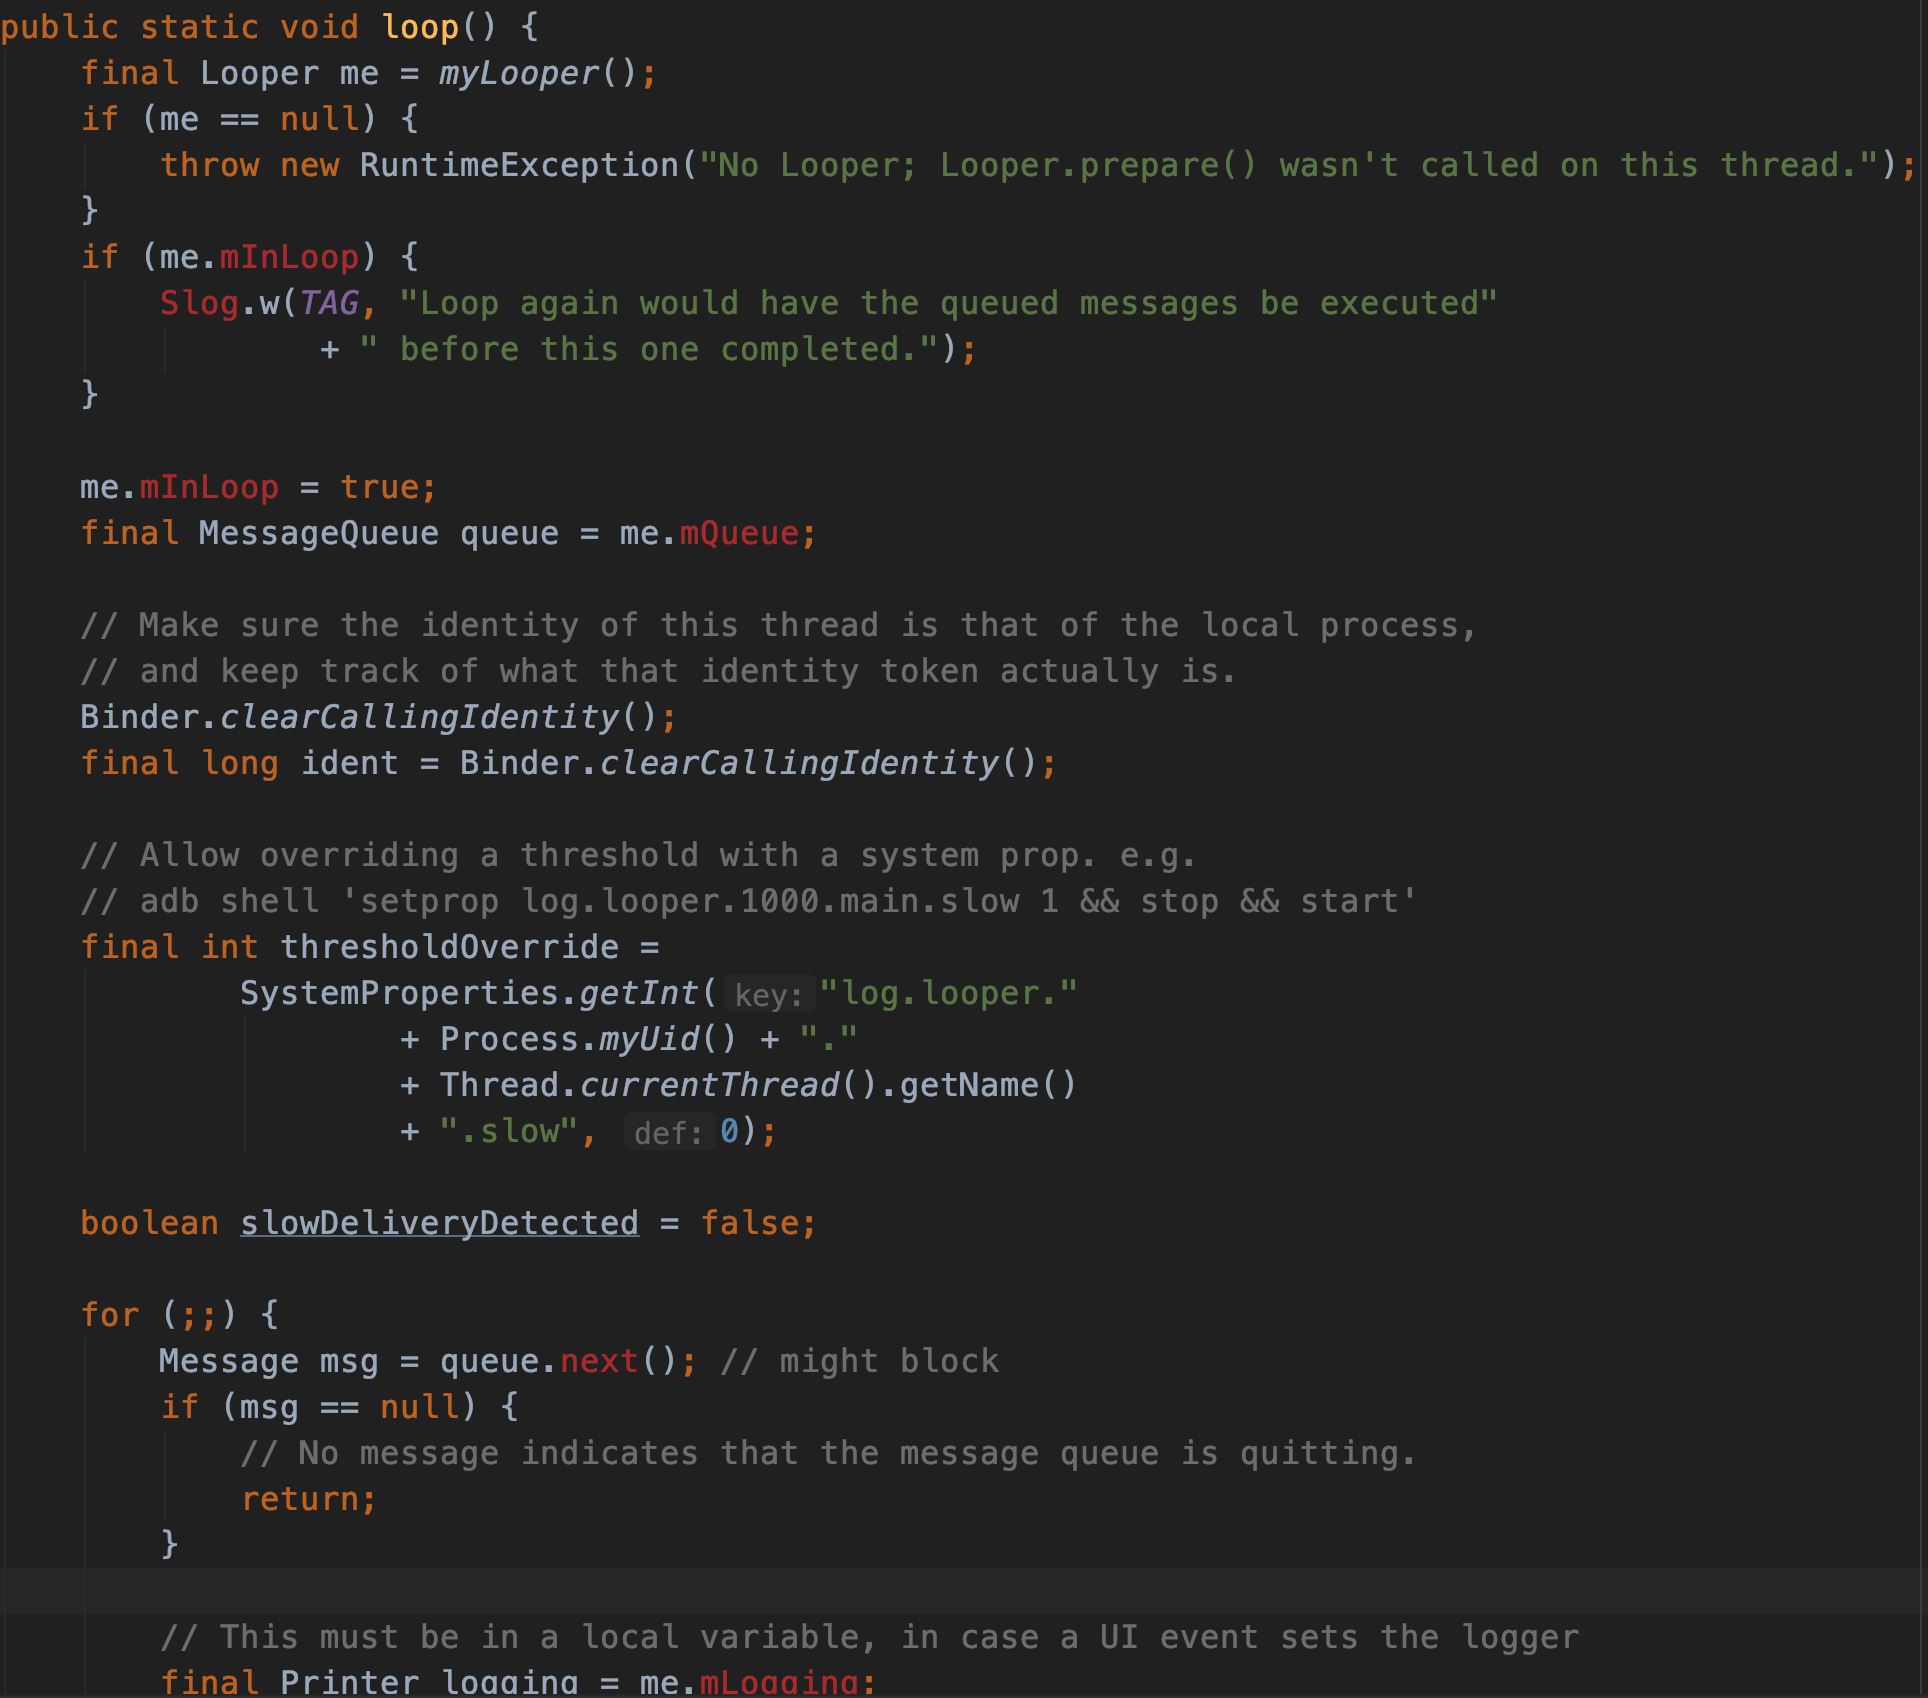 public static void loop() {
final Looper me = myLooper();
if (me == null) {
throw new RuntimeException("No Looper; Looper.prepare() wasn't called on this thread.");
}
if (me.mInLoop) {
Slog.w(TAG, "Loop again would have the queued messages be executed"
+ " before this one completed.");
}
me.mInLoop = true;
final MessageQueue queue = me.mQueue;
// Make sure the identity of this thread is that of the local process,
// and keep track of what that identity token actually is.
Binder.clearCallingIdentity();
final long ident = Binder.clearCallingIdentity();
// Allow overriding a threshold with a system prop. e.g.
// adb shell 'setprop log.looper.1000.main.slow 1 && stop && start'
final int thresholdOverride =
SystemProperties.getInt( key: "log.looper."
+ Process.myUid() + "."
+ Thread.currentThread().getName()
+ ".slow", def: 0);
boolean slowDeliveryDetected = false;
for (;;) {
Message msg = queue.next(); // might block
if (msg == null) {
// No message indicates that the message queue is quitting.
return;
}
// This must be in a local variable, in case a UI event sets the logger
final Printer logging = me.mLogging;